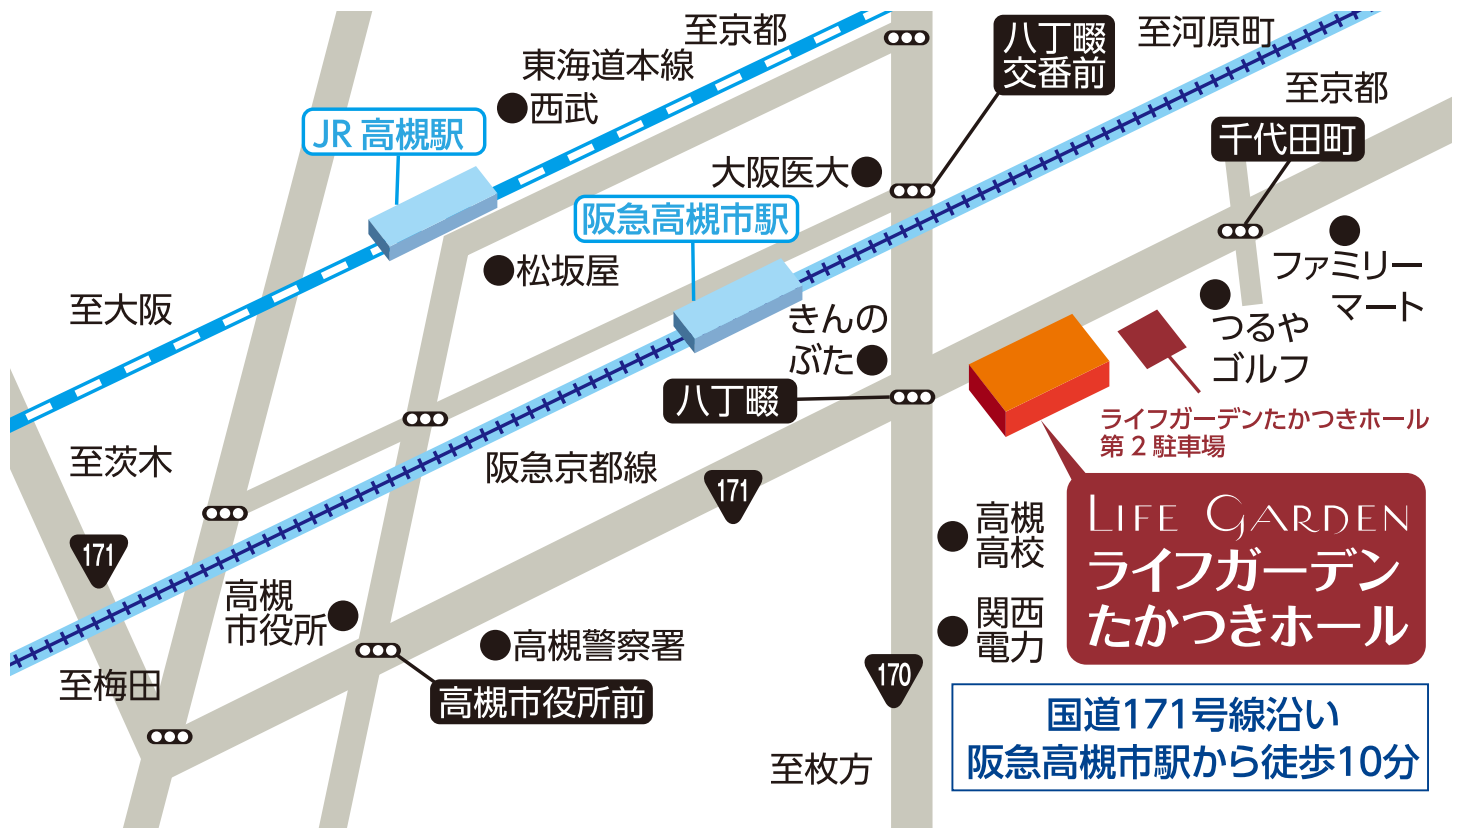 至京都
東海道本線
西武
JR 高槻駅
八丁畷
交番前
至河原町
至京都
千代田町
大阪医大
阪急高槻市駅
松坂屋
至大阪
ファミリー
マート
きんの
ぶた
つるや
ゴルフ
八丁畷
ライフガーデンたかつきホール
第2駐車場
至茨木
阪急京都線
171
171
LIFE GARDEN
ライフガーデン
たかつきホール
高槻
高校
高槻
市役所
関西
電力
高槻警察署
至梅田
高槻市役所前
170
国道171号線沿い
阪急高槻市駅から徒歩10分
至枚方